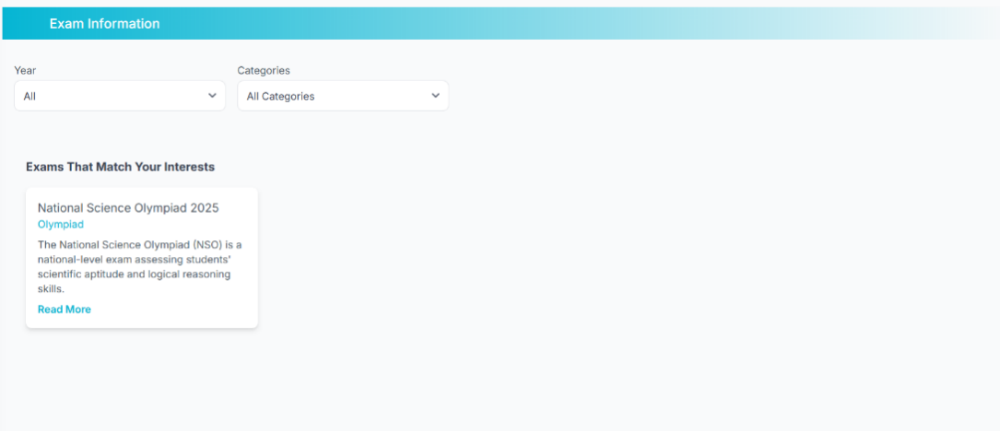 Exam Information
Year
Categories
All
All Categories
Exams That Match Your Interests
National Science Olympiad 2025
Olympiad
The National Science Olympiad (NSO) is a
national-level exam assessing students'
scientific aptitude and logical reasoning
skills.
Read More